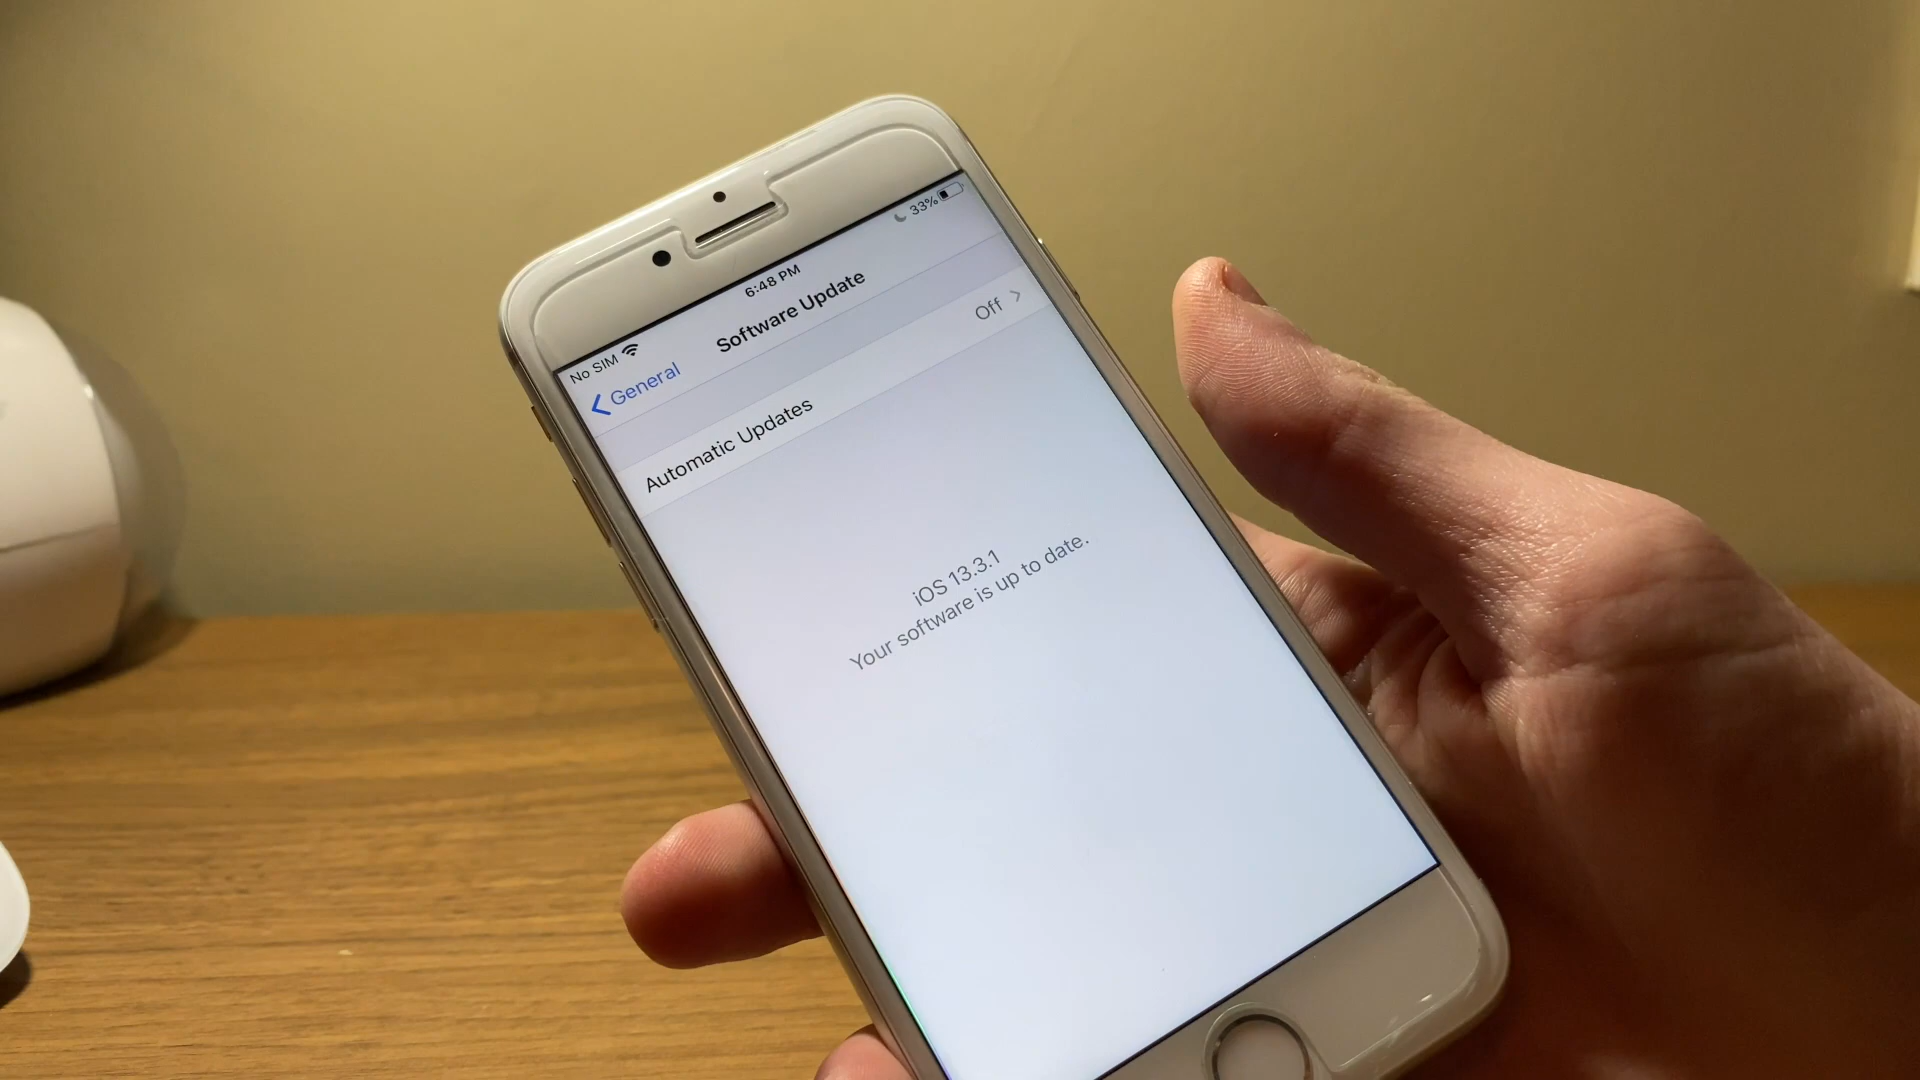 No SIM
6:48 PM
33%
General
Software Update
Automatic Updates
Off
iOS 13.3.1
Your software is up to date.